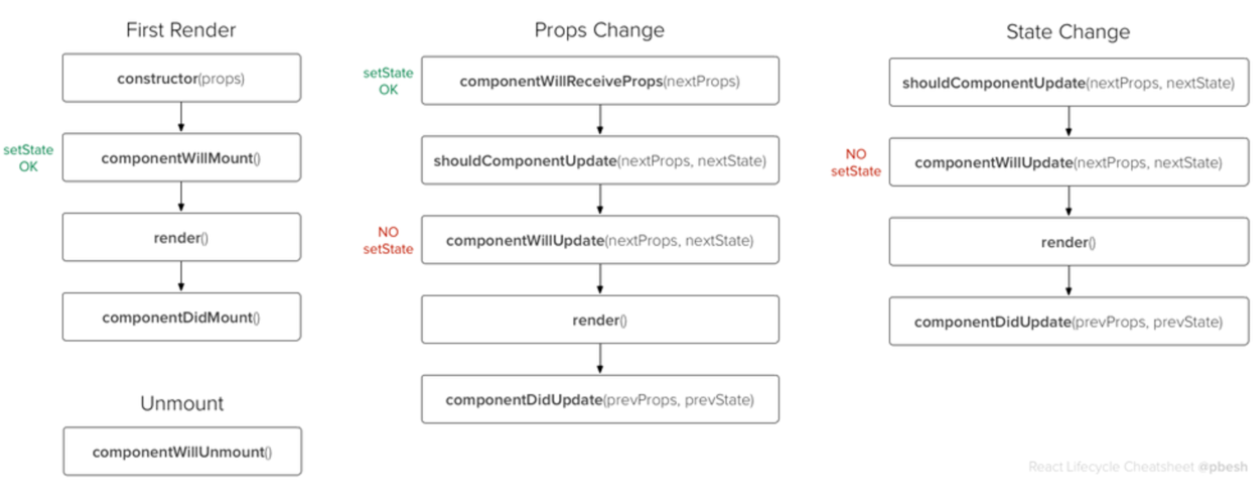 First Render
constructor(props)
setState
OK
componentWillMount()
render()
componentDidMount()
Unmount
componentWillUnmount()
Props Change
setState
OK
componentWillReceiveProps(nextProps)
shouldComponentUpdate(nextProps, nextState)
NO
setState
componentWillUpdate(nextProps, nextState)
render()
componentDidUpdate(prevProps, prevState)
State Change
shouldComponentUpdate(nextProps, nextState)
NO
setState
componentWillUpdate(nextProps, nextState)
render()
componentDidUpdate(prevProps, prevState)
React Lifecycle Cheatsheet @pbesh